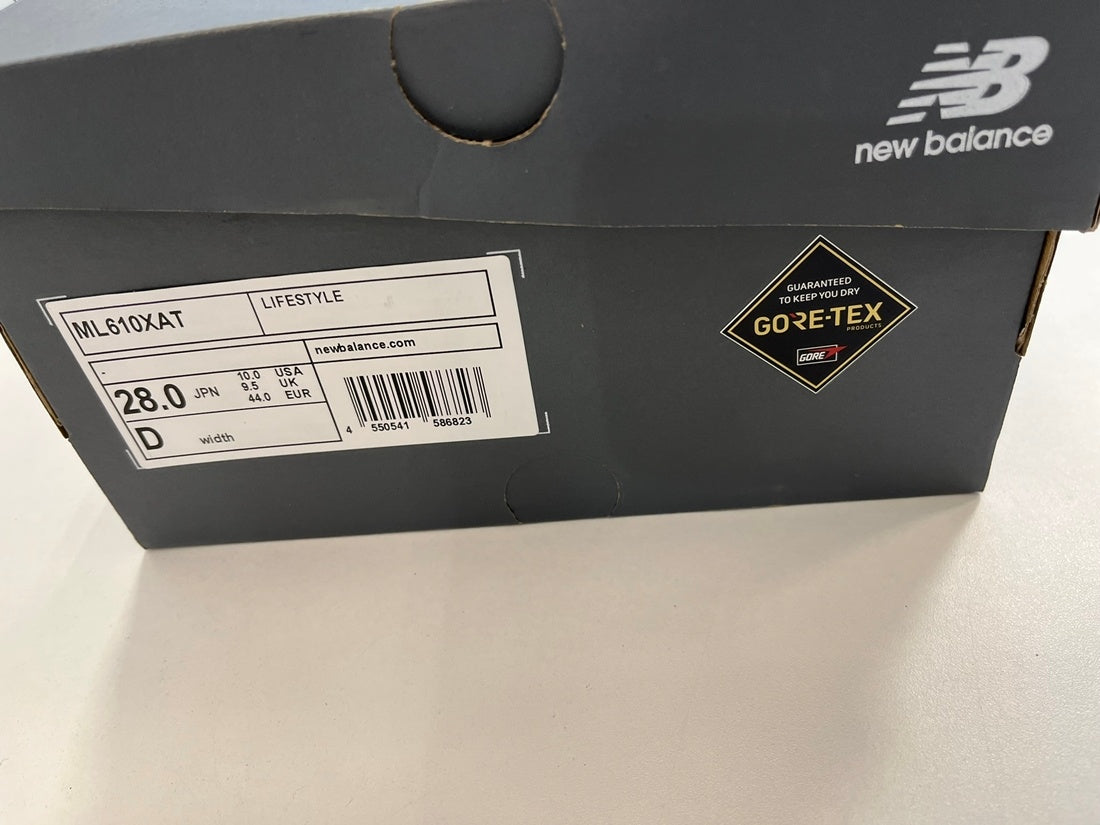 NB
new balance
ML610XAT
LIFESTYLE
newbalance.com
-
28.0 JPN
10.0 USA
9.5 UK
44.0 EUR
D width
4 550541 586823
GUARANTEED
TO KEEP YOU DRY
GORE-TEX
PRODUCTS
GORE